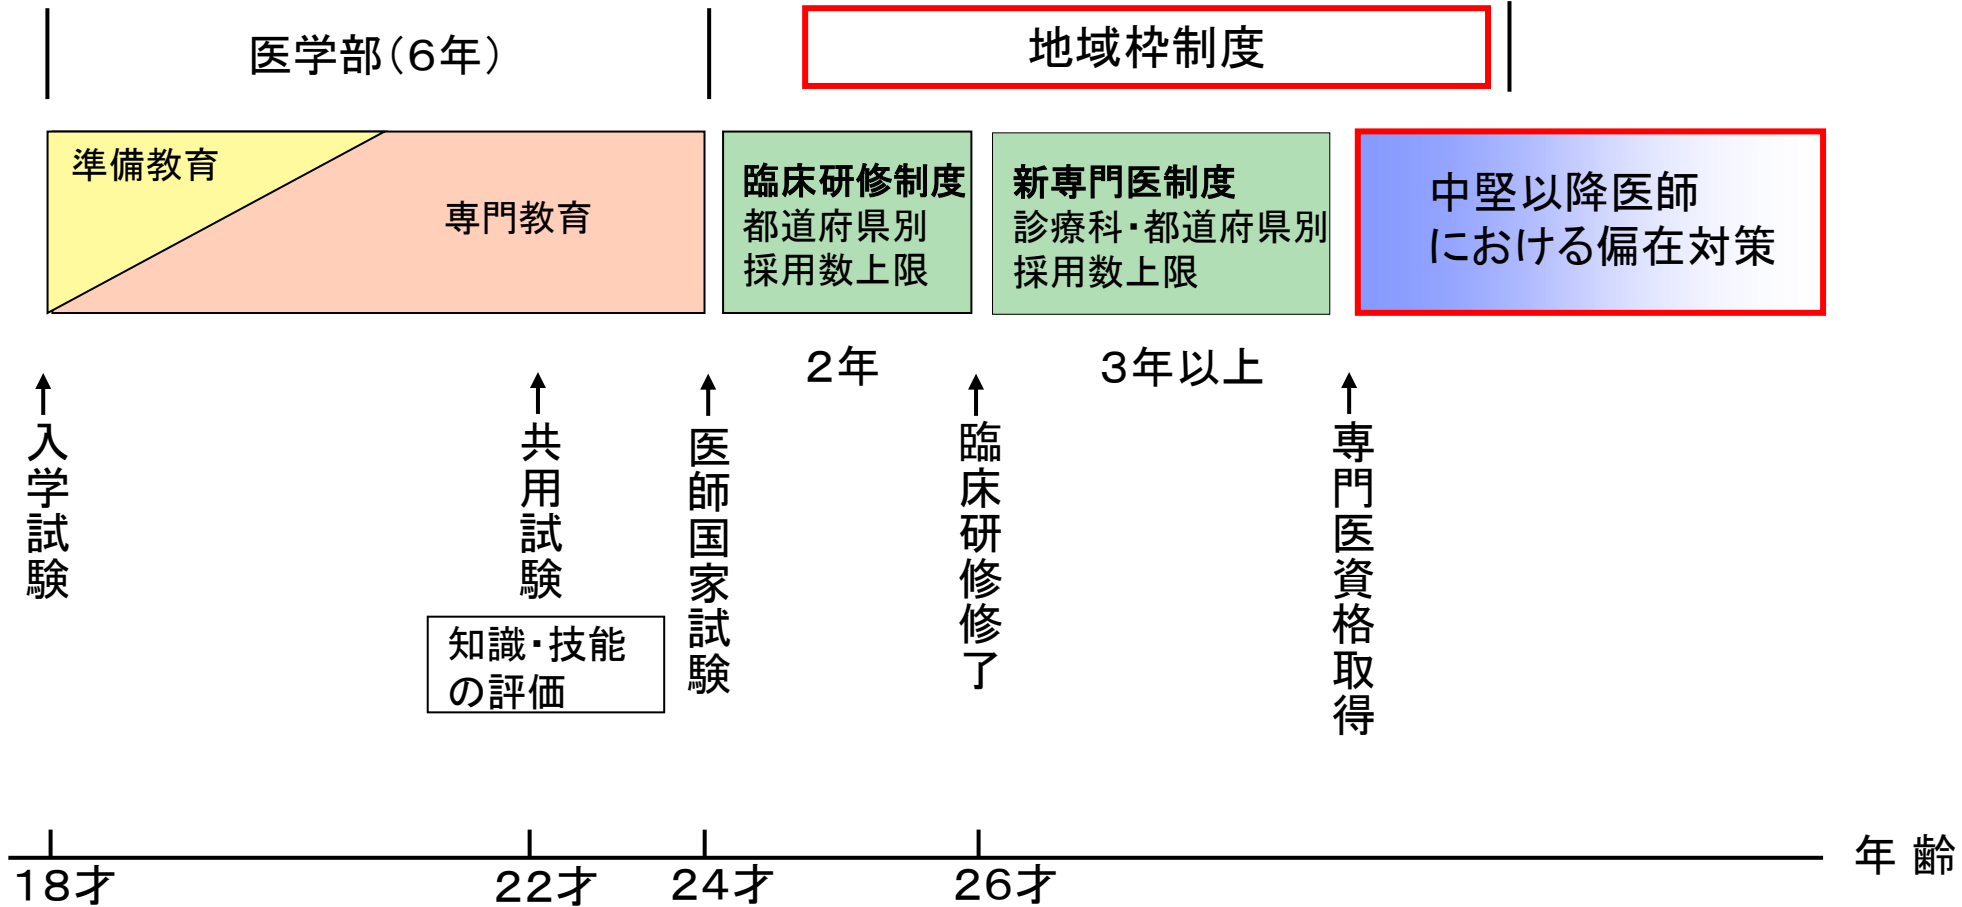 医学部（６年）
地域枠制度
準備教育
専門教育
臨床研修制度
都道府県別
採用数上限
新専門医制度
診療科・都道府県別
採用数上限
中堅以降医師
における偏在対策
２年
３年以上
入学試験
共用試験
知識・技能
の評価
医師国家試験
臨床研修修了
専門医資格取得
18才
22才
24才
26才
年 齢